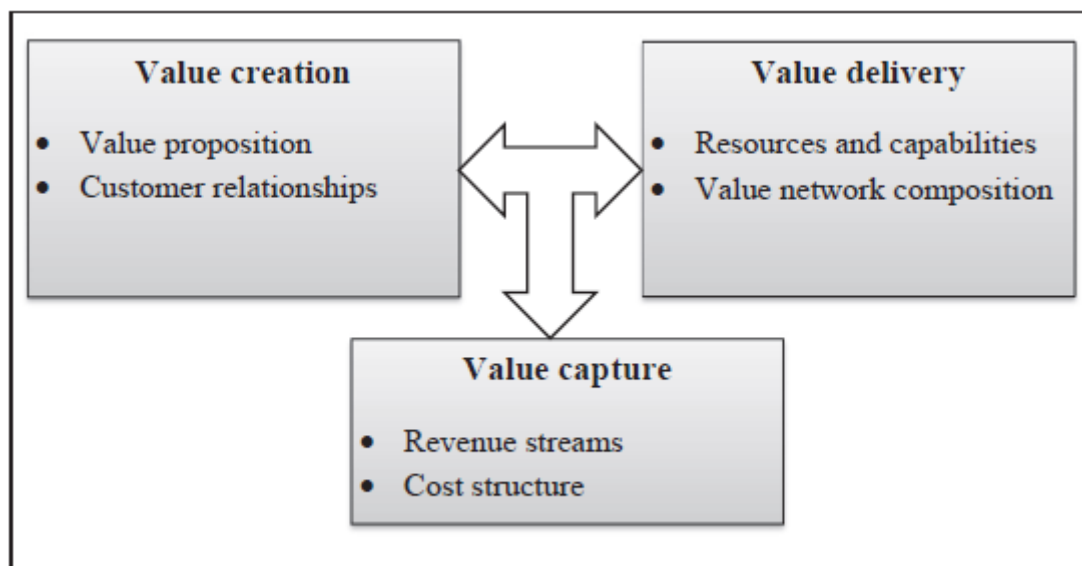 Value creation
• Value proposition
• Customer relationships
Value delivery
• Resources and capabilities
• Value network composition
Value capture
• Revenue streams
• Cost structure